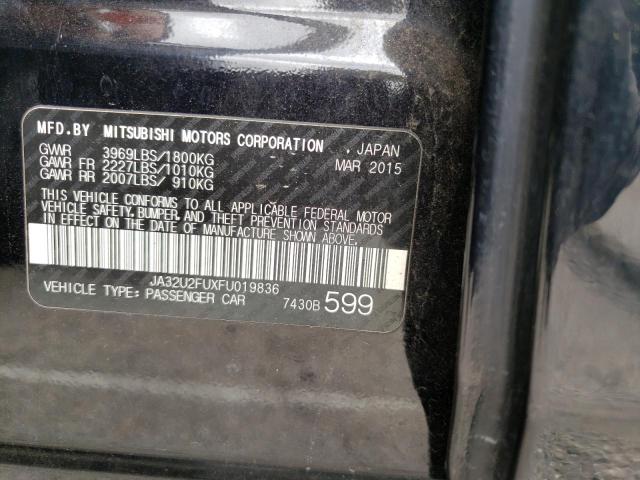 MFD.BY MITSUBISHI MOTORS CORPORATION , JAPAN
GVWR 3969LBS/1800KG MAR 2015
GAWR FR 2227LBS/1010KG
GAWR RR 2007LBS/ 910KG
THIS VEHICLE CONFORMS TO ALL APPLICABLE FEDERAL MOTOR
VEHICLE SAFETY, BUMPER, AND THEFT PREVENTION STANDARDS
IN EFFECT ON THE DATE OF MANUFACTURE SHOWN ABOVE.
JA32U2FUXFU019836
VEHICLE TYPE: PASSENGER CAR 7430B 599